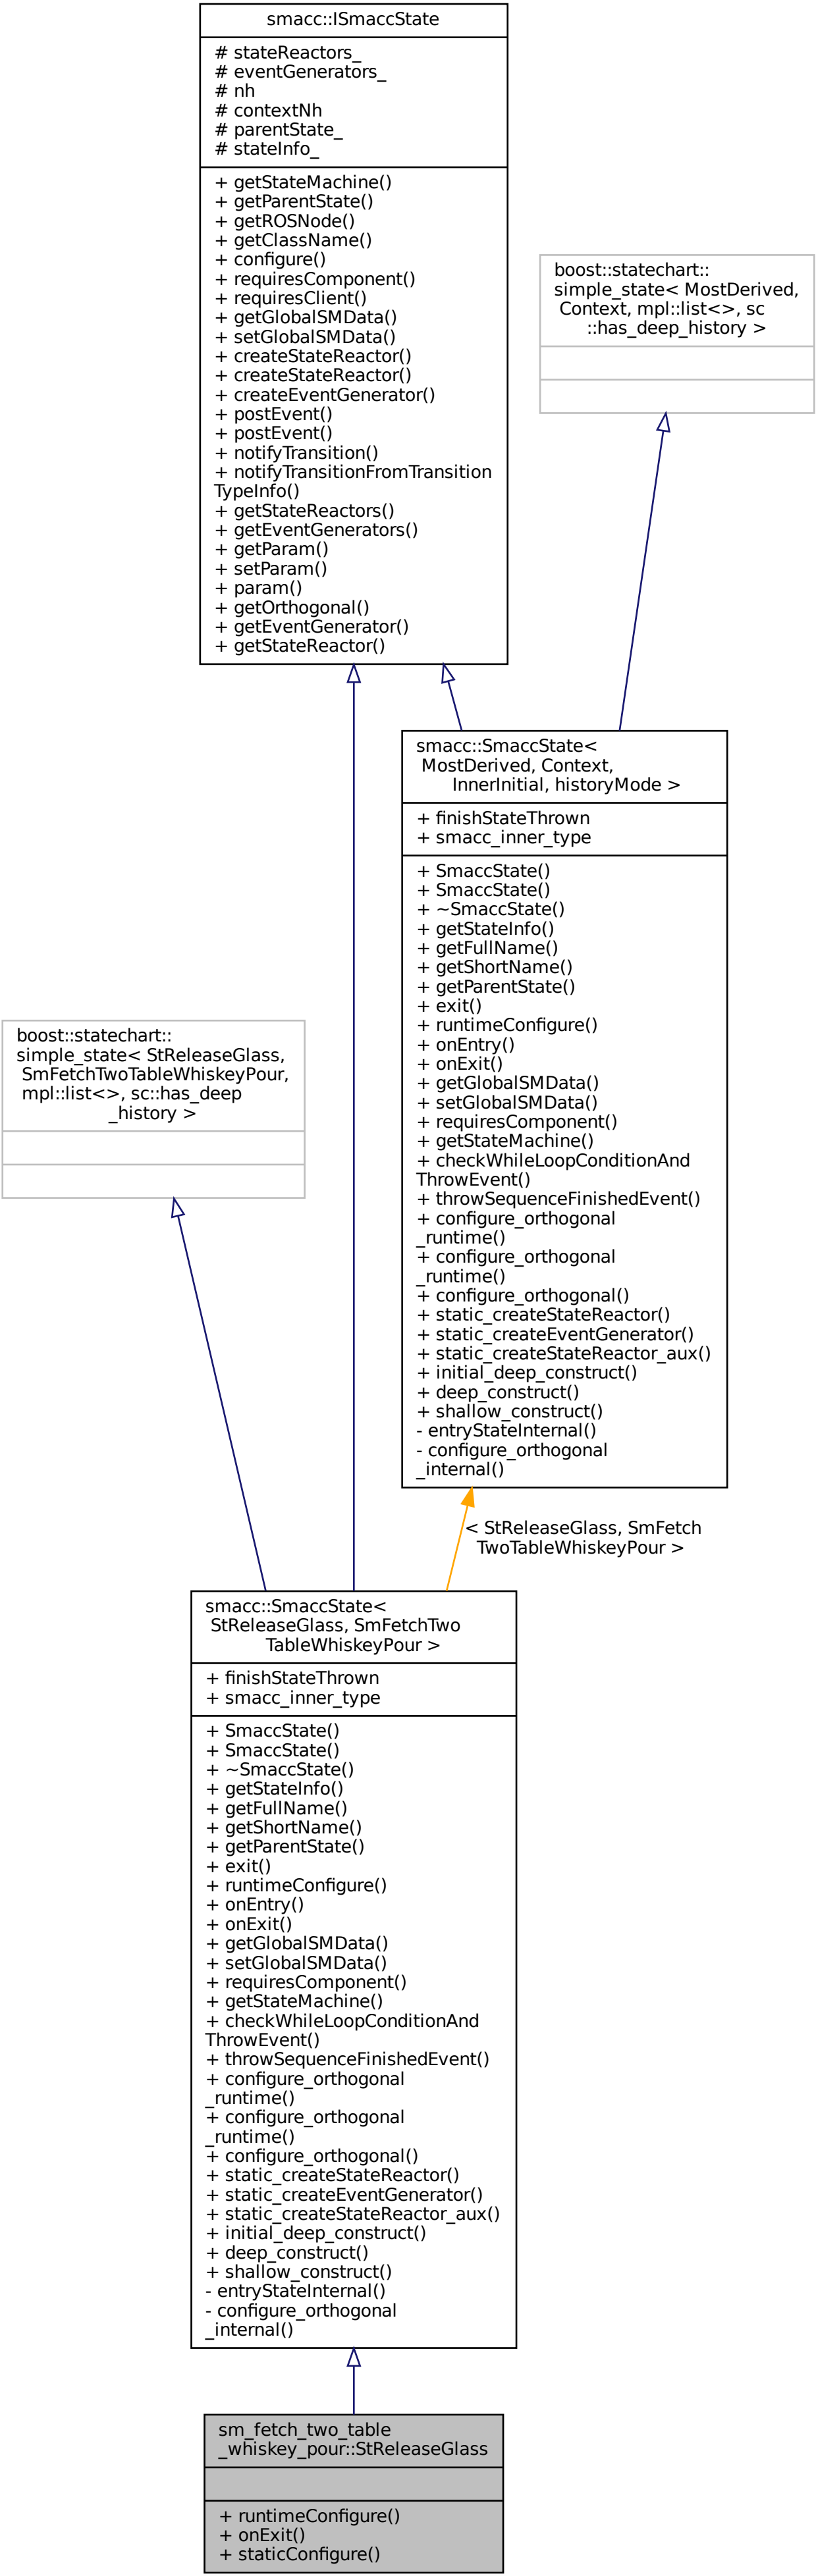 smacc::ISmaccState
# stateReactors_
# eventGenerators_
# nh
# contextNh
# parentState_
# stateInfo_
+ getStateMachine()
+ getParentState()
+ getROSNode()
+ getClassName()
+ configure()
+ requiresComponent()
+ requiresClient()
+ getGlobalSMData()
+ setGlobalSMData()
+ createStateReactor()
+ createStateReactor()
+ createEventGenerator()
+ postEvent()
+ postEvent()
+ notifyTransition()
+ notifyTransitionFromTransition
TypeInfo()
+ getStateReactors()
+ getEventGenerators()
+ getParam()
+ setParam()
+ param()
+ getOrthogonal()
+ getEventGenerator()
+ getStateReactor()
boost::statechart::
simple_state< MostDerived,
Context, mpl::list<>, sc
::has_deep_history >
smacc::SmaccState<
MostDerived, Context,
InnerInitial, historyMode >
+ finishStateThrown
+ smacc_inner_type
+ SmaccState()
+ SmaccState()
+ ~SmaccState()
+ getStateInfo()
+ getFullName()
+ getShortName()
+ getParentState()
+ exit()
+ runtimeConfigure()
+ onEntry()
+ onExit()
+ getGlobalSMData()
+ setGlobalSMData()
+ requiresComponent()
+ getStateMachine()
+ checkWhileLoopConditionAnd
ThrowEvent()
+ throwSequenceFinishedEvent()
+ configure_orthogonal
_runtime()
+ configure_orthogonal
_runtime()
+ configure_orthogonal()
+ static_createStateReactor()
+ static_createEventGenerator()
+ static_createStateReactor_aux()
+ initial_deep_construct()
+ deep_construct()
+ shallow_construct()
- entryStateInternal()
- configure_orthogonal
_internal()
boost::statechart::
simple_state< StReleaseGlass,
SmFetchTwoTableWhiskeyPour,
mpl::list<>, sc::has_deep
_history >
< StReleaseGlass, SmFetch
TwoTableWhiskeyPour >
smacc::SmaccState<
StReleaseGlass, SmFetchTwo
TableWhiskeyPour >
+ finishStateThrown
+ smacc_inner_type
+ SmaccState()
+ SmaccState()
+ ~SmaccState()
+ getStateInfo()
+ getFullName()
+ getShortName()
+ getParentState()
+ exit()
+ runtimeConfigure()
+ onEntry()
+ onExit()
+ getGlobalSMData()
+ setGlobalSMData()
+ requiresComponent()
+ getStateMachine()
+ checkWhileLoopConditionAnd
ThrowEvent()
+ throwSequenceFinishedEvent()
+ configure_orthogonal
_runtime()
+ configure_orthogonal
_runtime()
+ configure_orthogonal()
+ static_createStateReactor()
+ static_createEventGenerator()
+ static_createStateReactor_aux()
+ initial_deep_construct()
+ deep_construct()
+ shallow_construct()
- entryStateInternal()
- configure_orthogonal
_internal()
sm_fetch_two_table
_whiskey_pour::StReleaseGlass
+ runtimeConfigure()
+ onExit()
+ staticConfigure()